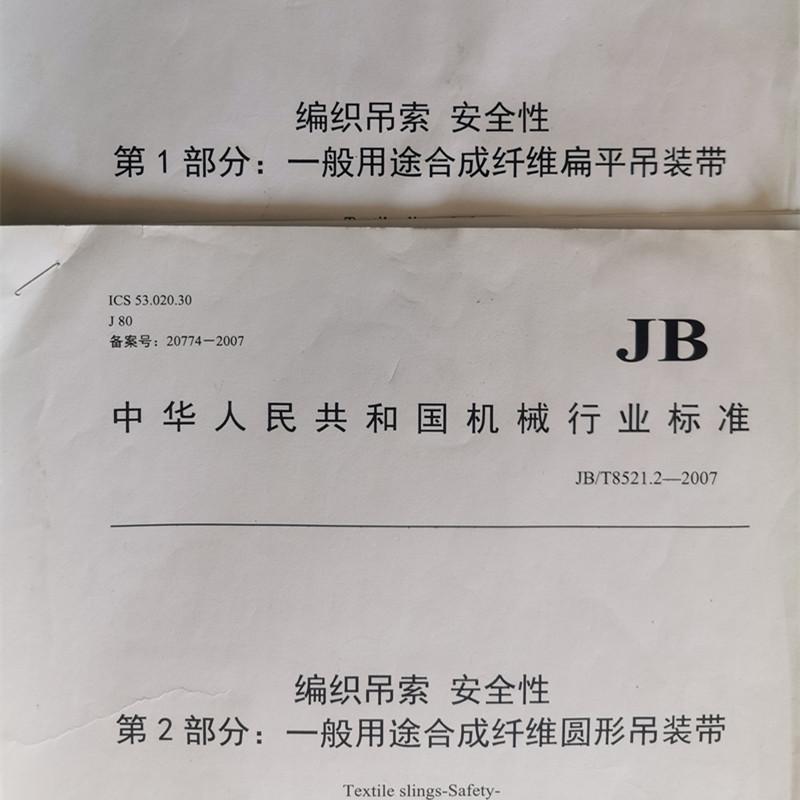 编织吊索 安全性
第1部分：一般用途合成纤维扁平吊装带
ICS 53.020.30
J 80
备案号：20774－2007
JB
中华人民共和国机械行业标准
JB/T8521.2—2007
编织吊索 安全性
第2部分：一般用途合成纤维圆形吊装带
Textile slings-Safety-